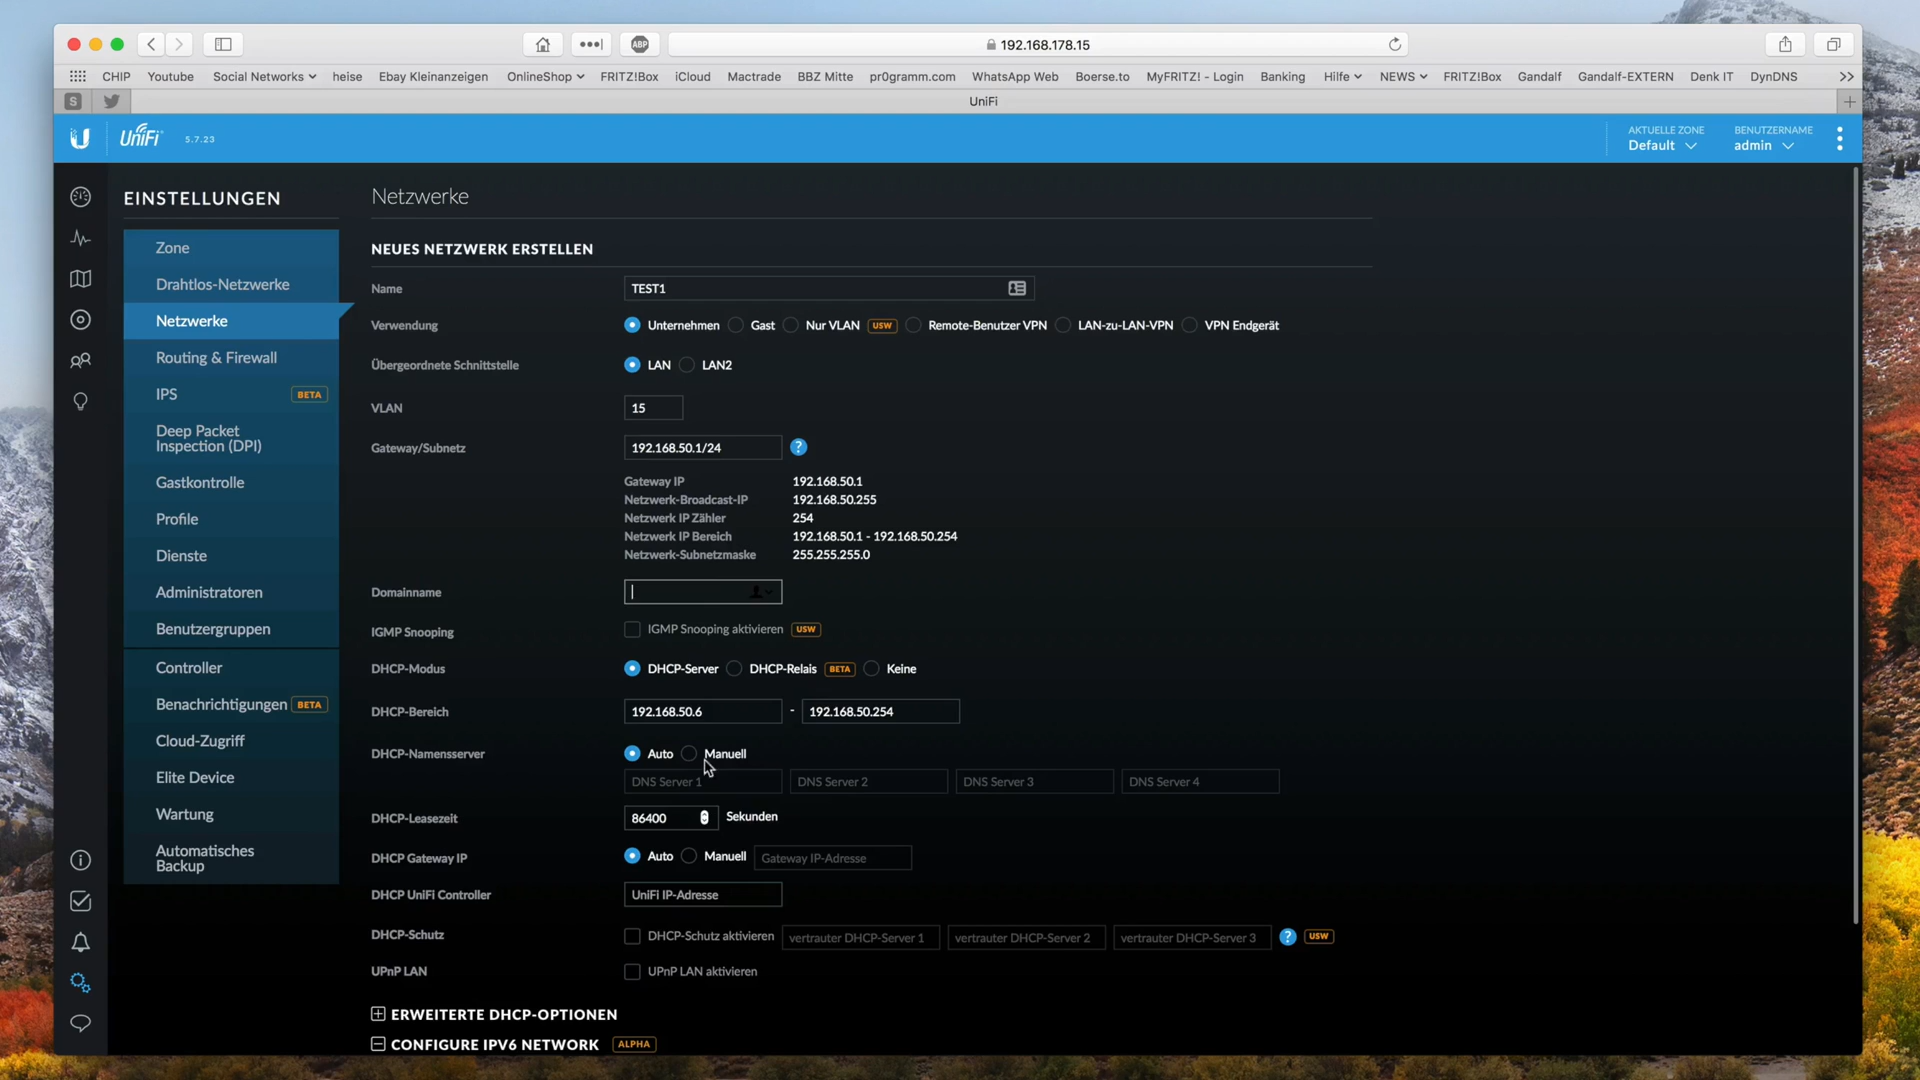 192.168.178.15
CHIP Youtube Social Networks heise Ebay Kleinanzeigen OnlineShop FRITZ!Box iCloud Mactrade BBZ Mitte pr0gramm.com WhatsApp Web Boerse.to MyFRITZ! - Login Banking Hilfe NEWS FRITZ!Box Gandalf Gandalf-EXTERN Denk IT DynDNS
S UniFi
ABP
UniFi 5.7.23
AKTUELLE ZONE
Default
BENUTZERNAME
admin
EINSTELLUNGEN
Zone
Drahtlos-Netzwerke
Netzwerke
Routing & Firewall
IPS BETA
Deep Packet
Inspection (DPI)
Gastkontrolle
Profile
Dienste
Administratoren
Benutzergruppen
Controller
Benachrichtigungen BETA
Cloud-Zugriff
Elite Device
Wartung
Automatisches
Backup
Netzwerke
NEUES NETZWERK ERSTELLEN
Name TEST1
Verwendung Unternehmen Gast Nur VLAN USW Remote-Benutzer VPN LAN-zu-LAN-VPN VPN Endgerät
Übergeordnete Schnittstelle LAN LAN2
VLAN 15
Gateway/Subnetz 192.168.50.1/24 ?
Gateway IP 192.168.50.1
Netzwerk-Broadcast-IP 192.168.50.255
Netzwerk IP Zähler 254
Netzwerk IP Bereich 192.168.50.1 - 192.168.50.254
Netzwerk-Subnetzmaske 255.255.255.0
Domainname
IGMP Snooping IGMP Snooping aktivieren USW
DHCP-Modus DHCP-Server DHCP-Relais BETA Keine
DHCP-Bereich 192.168.50.6 - 192.168.50.254
DHCP-Namensserver Auto Manuell
DNS Server 1 DNS Server 2 DNS Server 3 DNS Server 4
DHCP-Leasezeit 86400 Sekunden
DHCP Gateway IP Auto Manuell Gateway IP-Adresse
DHCP UniFi Controller UniFi IP-Adresse
DHCP-Schutz DHCP-Schutz aktivieren vertrauter DHCP-Server 1 vertrauter DHCP-Server 2 vertrauter DHCP-Server 3 ? USW
UPnP LAN UPnP LAN aktivieren
ERWEITERTE DHCP-OPTIONEN
CONFIGURE IPV6 NETWORK ALPHA